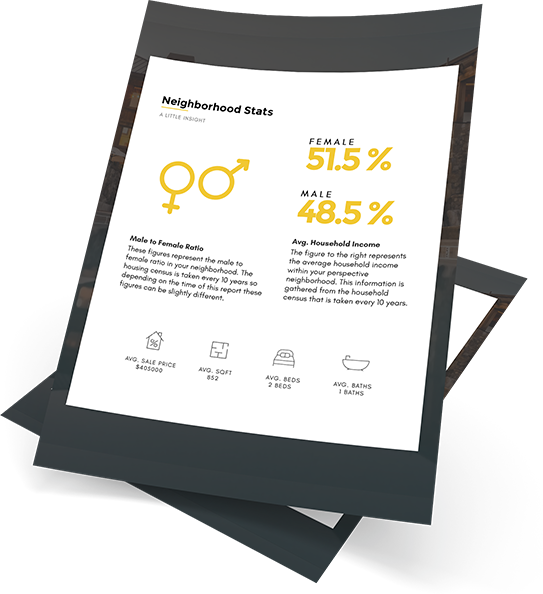 Neighborhood Stats
A LITTLE INSIGHT
FEMALE
51.5 %
MALE
48.5 %
Male to Female Ratio
These figures represent the male to
female ratio in your neighborhood. The
housing census is taken every 10 years so
depending on the time of this report these
figures can be slightly different.
Avg. Household Income
The figure to the right represents
the average household income
within your perspective
neighborhood. This information is
gathered from the household
census that is taken every 10 years.
%
AVG. SALE PRICE
$405000
AVG. SQFT
852
AVG. BEDS
2 BEDS
AVG. BATHS
1 BATHS